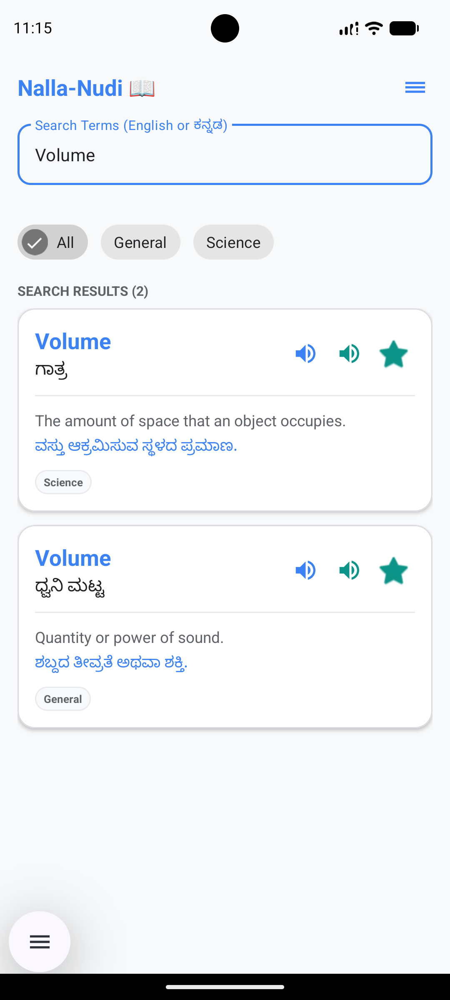 11:15
Nalla-Nudi 📖
Search Terms (English or ಕನ್ನಡ)
Volume
All General Science
SEARCH RESULTS (2)
Volume
ಗಾತ್ರ
The amount of space that an object occupies.
ವಸ್ತು ಆಕ್ರಮಿಸುವ ಸ್ಥಳದ ಪ್ರಮಾಣ.
Science
Volume
ಧ್ವನಿ ಮಟ್ಟ
Quantity or power of sound.
ಶಬ್ದದ ತೀವ್ರತೆ ಅಥವಾ ಶಕ್ತಿ.
General